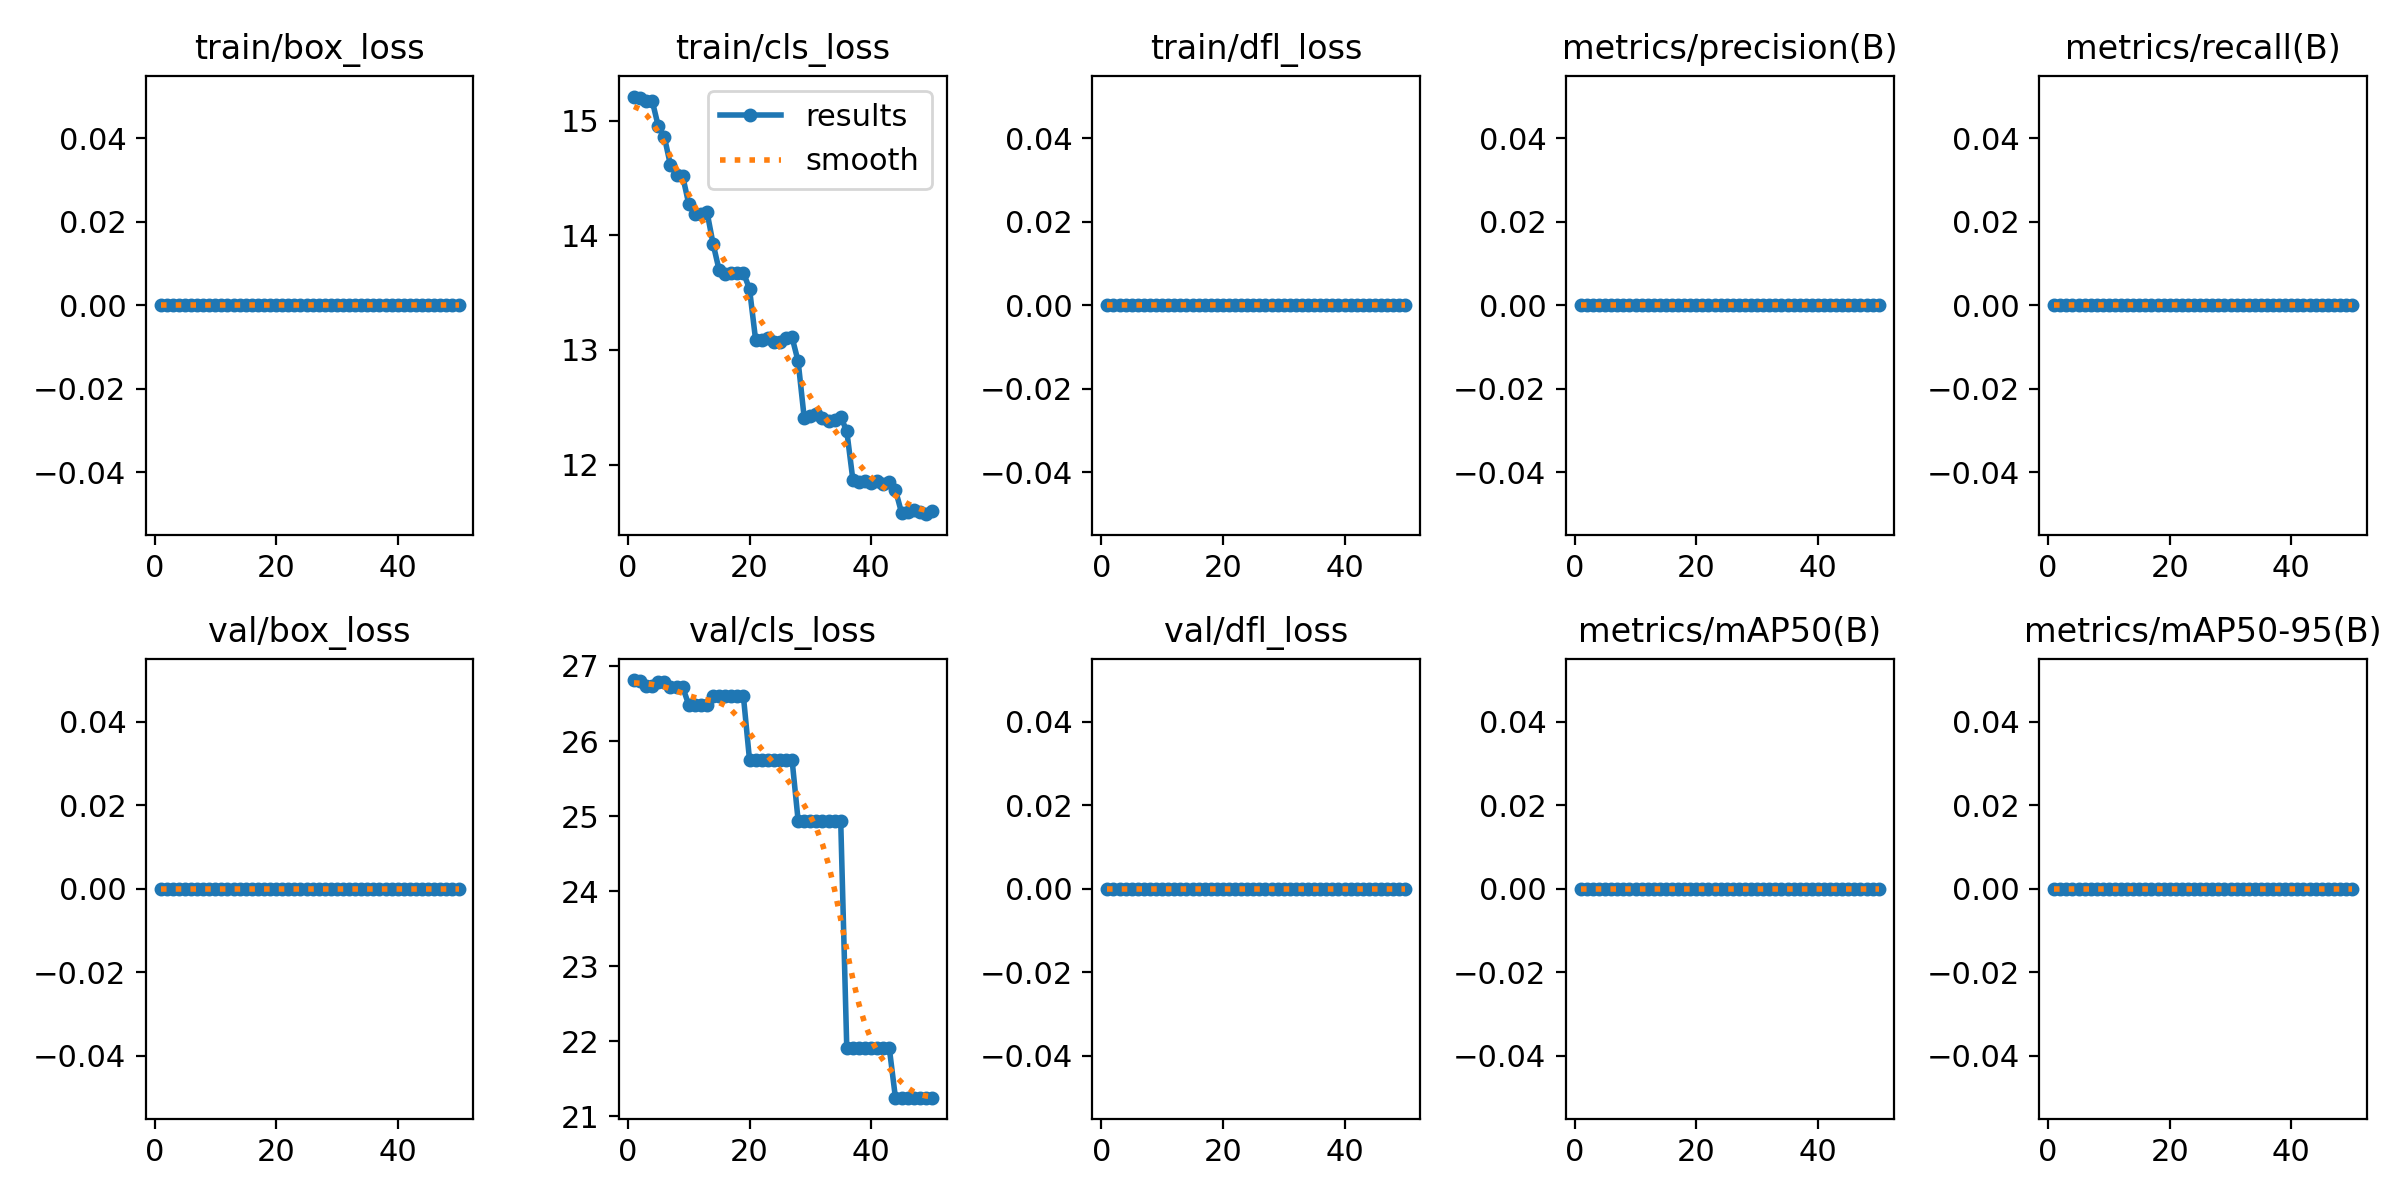 train/box_loss
train/cls_loss
train/dfl_loss
metrics/precision(B)
metrics/recall(B)
results
smooth
0.04
0.02
0.00
−0.02
−0.04
0 20 40
15
14
13
12
0 20 40
0.04
0.02
0.00
−0.02
−0.04
0 20 40
0.04
0.02
0.00
−0.02
−0.04
0 20 40
0.04
0.02
0.00
−0.02
−0.04
0 20 40
val/box_loss
val/cls_loss
val/dfl_loss
metrics/mAP50(B)
metrics/mAP50-95(B)
0.04
0.02
0.00
−0.02
−0.04
0 20 40
27
26
25
24
23
22
21
0 20 40
0.04
0.02
0.00
−0.02
−0.04
0 20 40
0.04
0.02
0.00
−0.02
−0.04
0 20 40
0.04
0.02
0.00
−0.02
−0.04
0 20 40